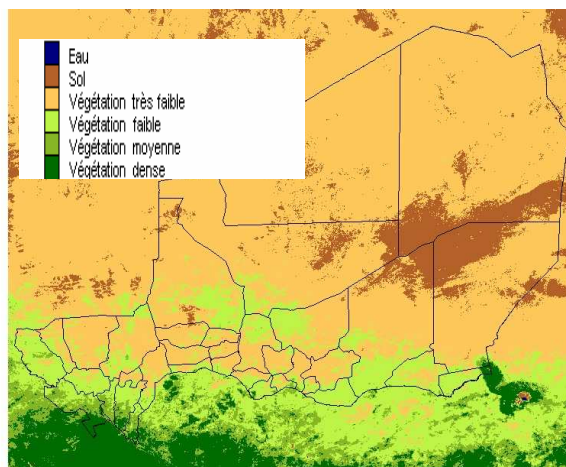 Eau
Sol
Végétation très faible
Végétation faible
Végétation moyenne
Végétation dense